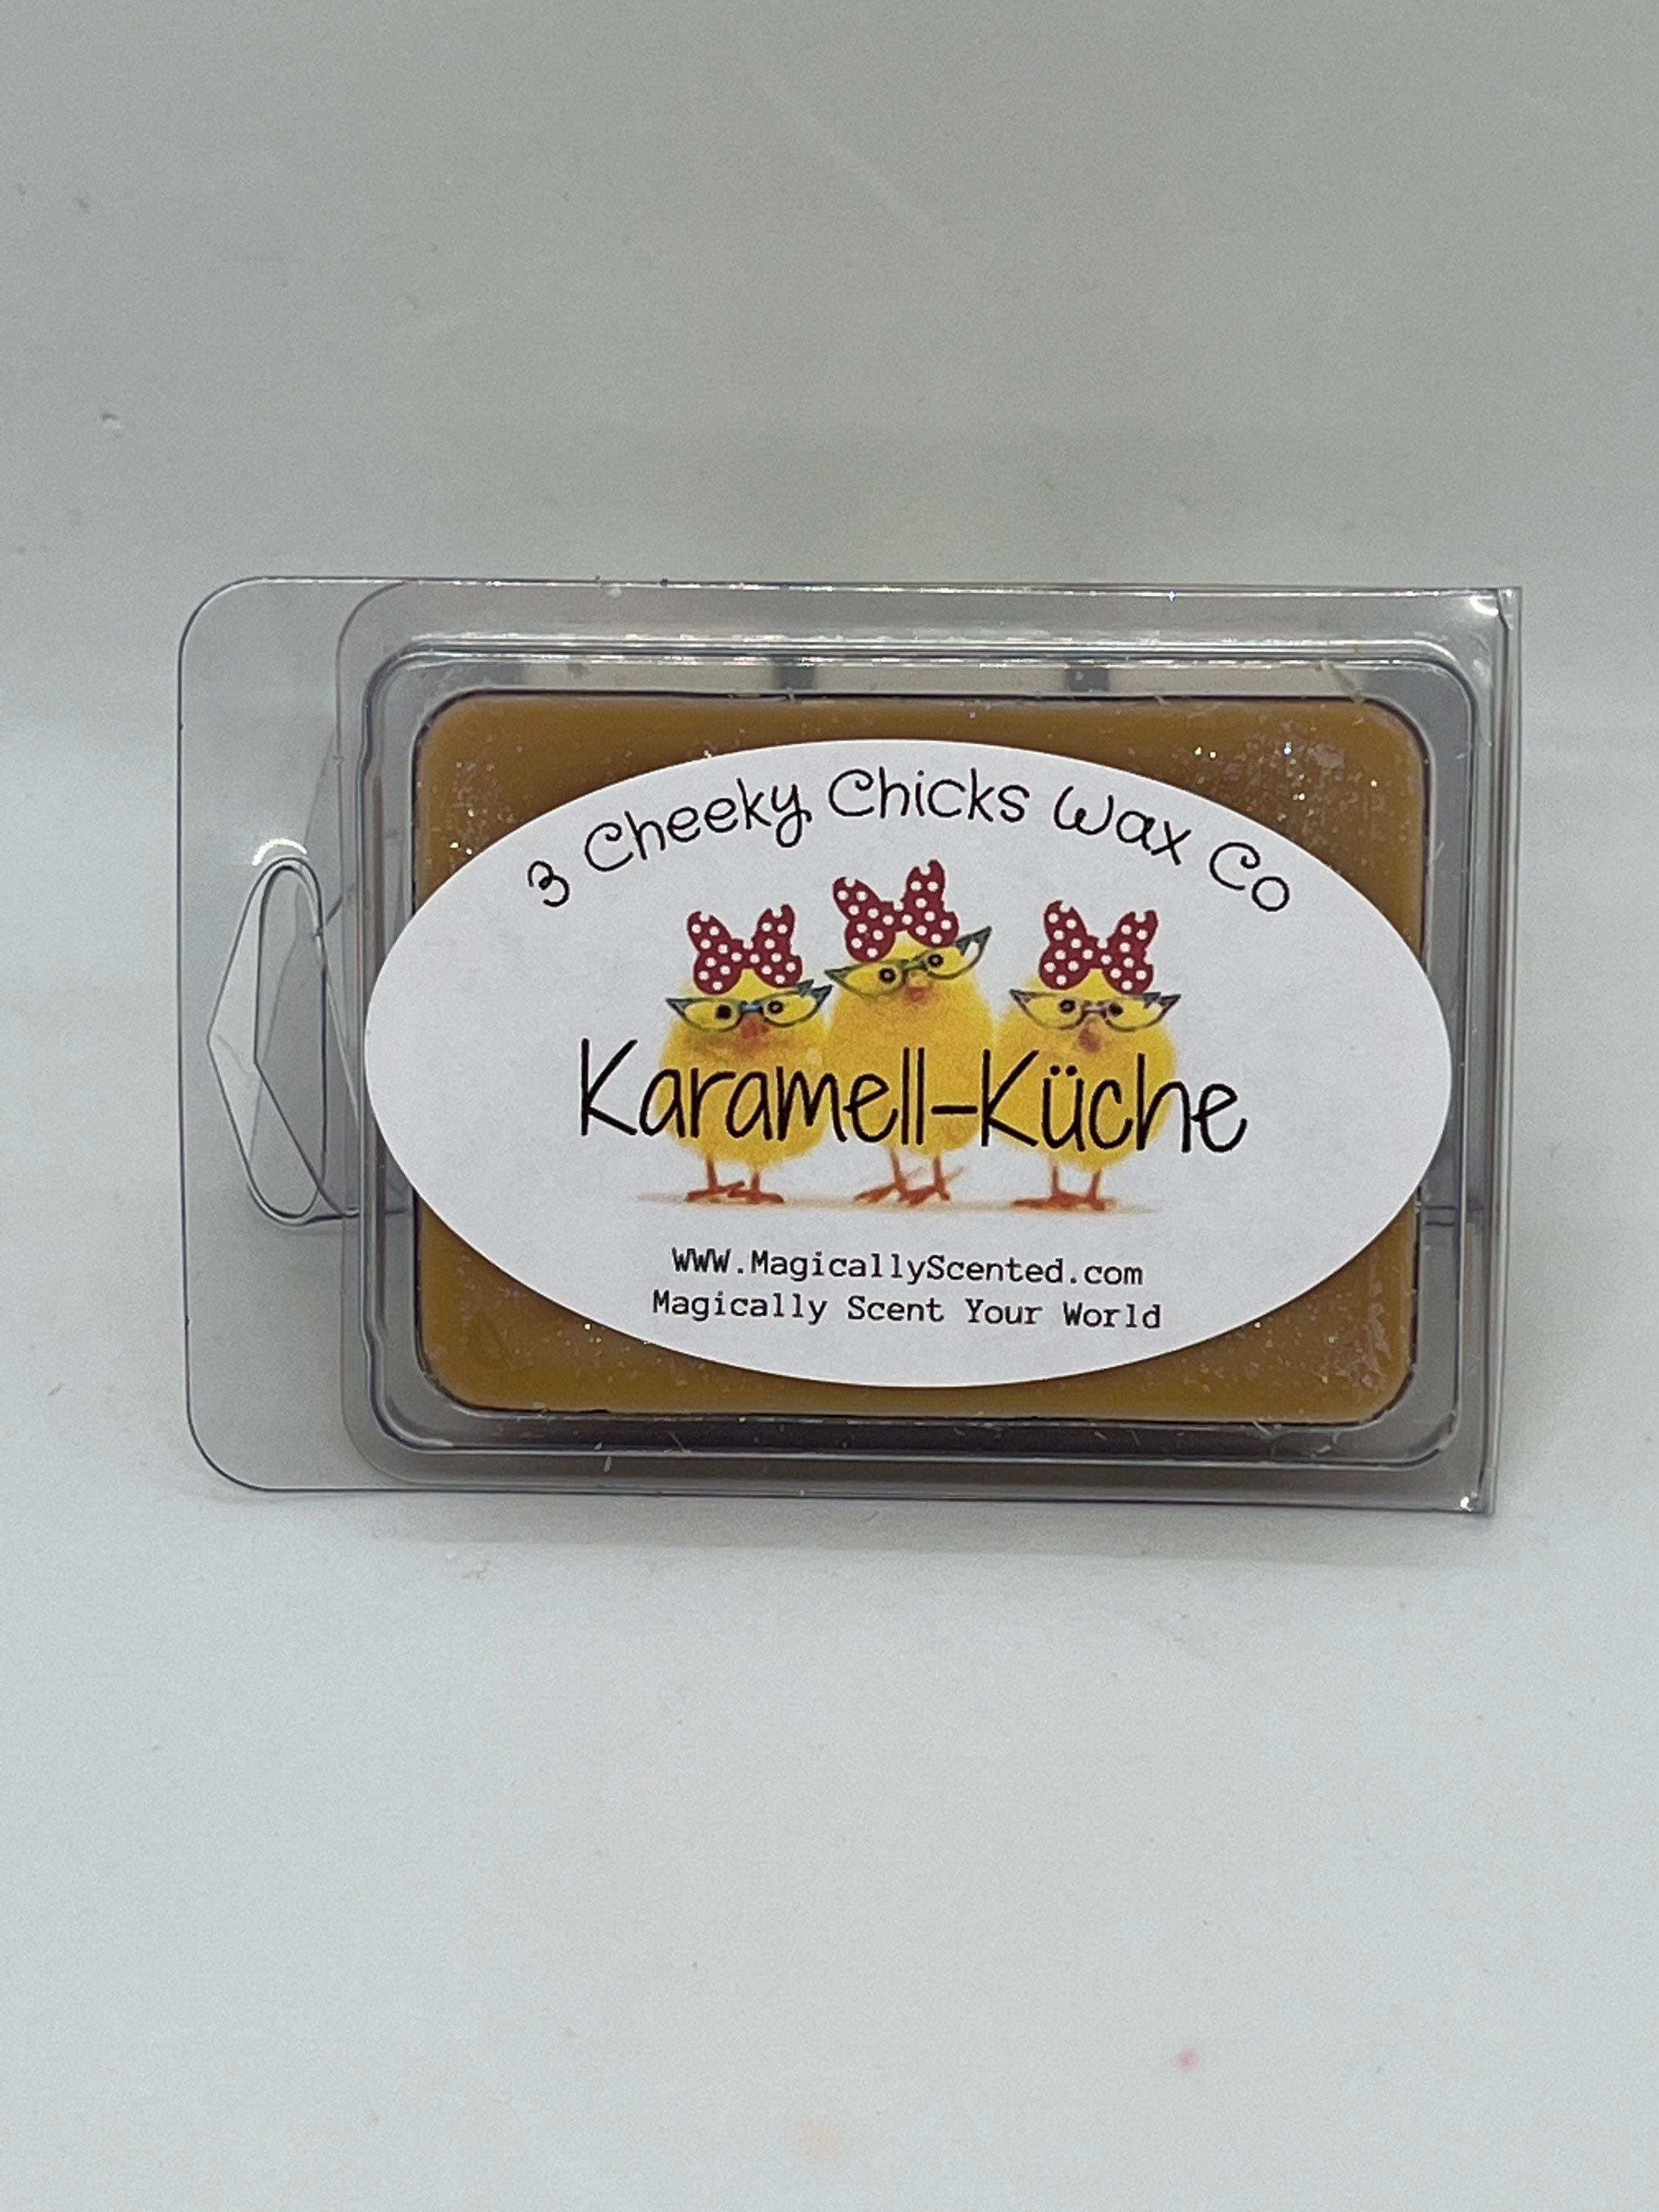 3 Cheeky Chicks Wax Co
Karamell-Küche
WWW.MagicallyScented.com
Magically Scent Your World